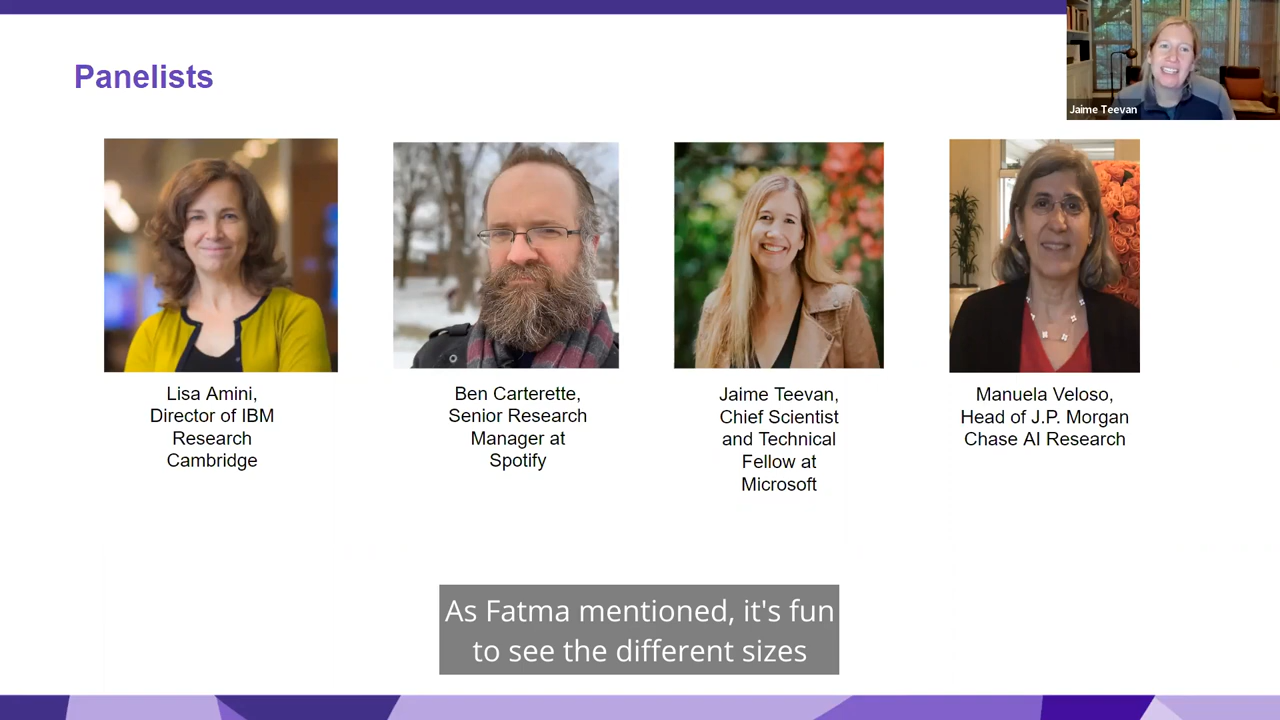 Panelists
Jaime Teevan
Lisa Amini,
Director of IBM
Research
Cambridge
Ben Carterette,
Senior Research
Manager at
Spotify
Jaime Teevan,
Chief Scientist
and Technical
Fellow at
Microsoft
Manuela Veloso,
Head of J.P. Morgan
Chase AI Research
As Fatma mentioned, it's fun
to see the different sizes